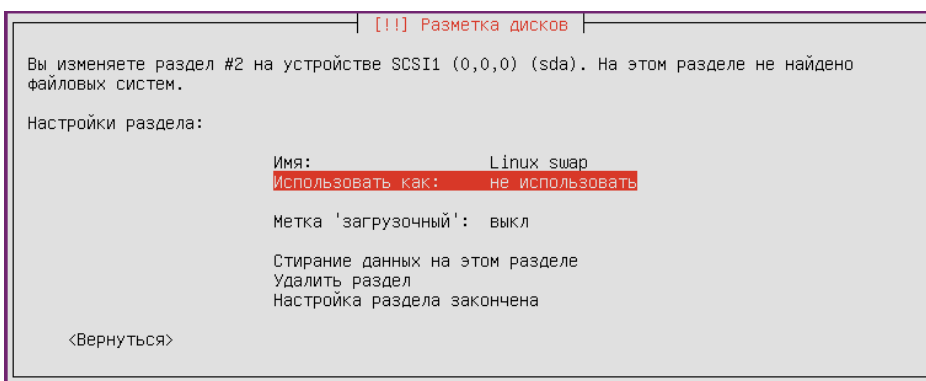 [!!] Разметка дисков
Вы изменяете раздел #2 на устройстве SCSI1 (0,0,0) (sda). На этом разделе не найдено
файловых систем.
Настройки раздела:
Имя: Linux swap
Использовать как: не использовать
Метка 'загрузочный': выкл
Стирание данных на этом разделе
Удалить раздел
Настройка раздела закончена
<Вернуться>